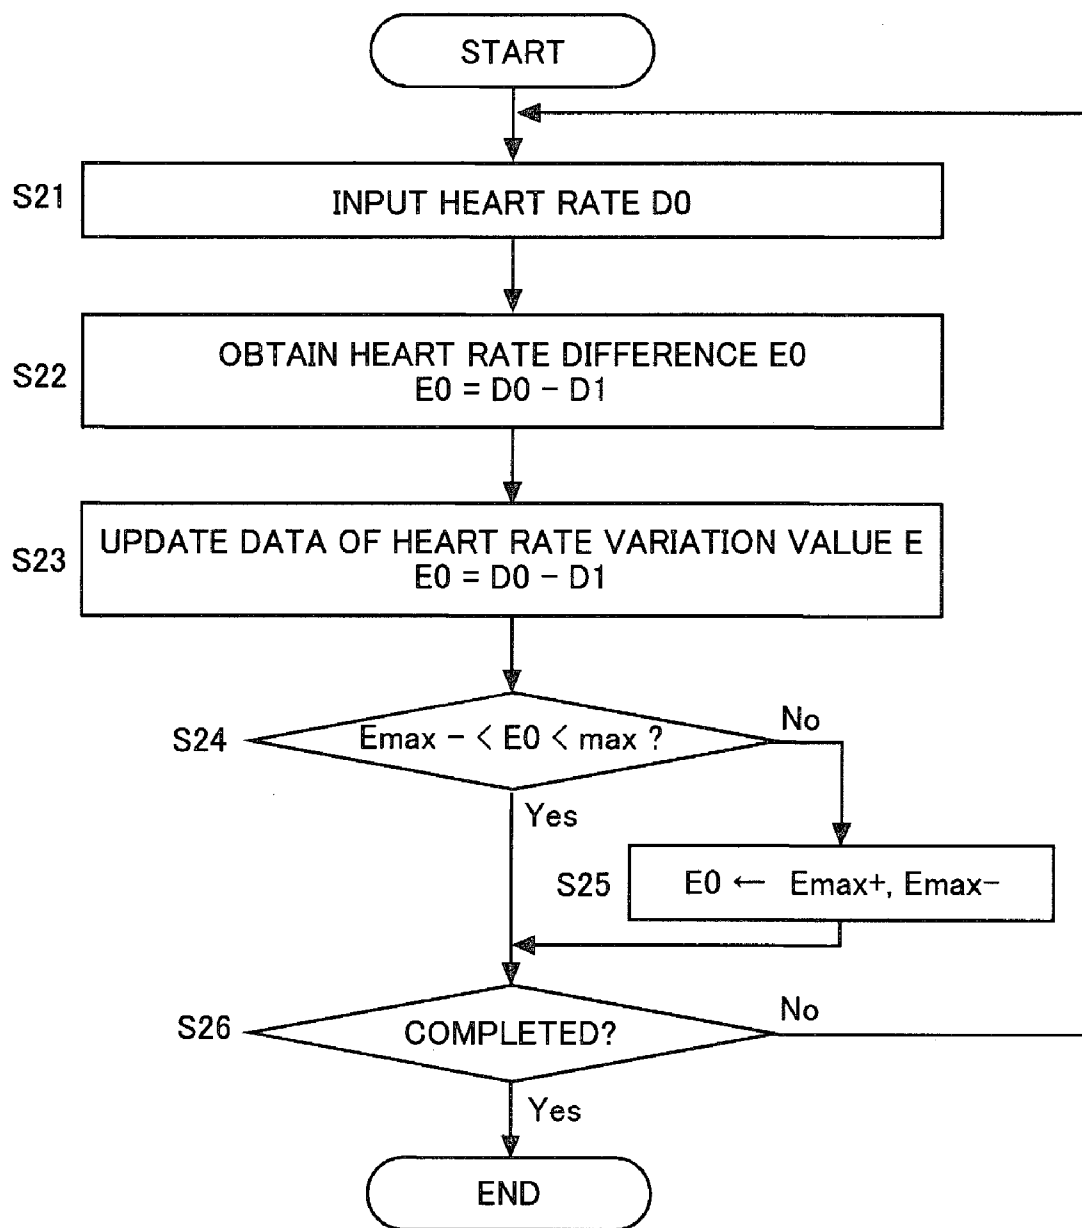 START
S21
INPUT HEART RATE D0
S22
OBTAIN HEART RATE DIFFERENCE E0
E0 = D0 − D1
S23
UPDATE DATA OF HEART RATE VARIATION VALUE E
E0 = D0 − D1
S24
Emax − < E0 < max ?
No
Yes
S25
E0 ← Emax+, Emax−
S26
COMPLETED?
No
Yes
END